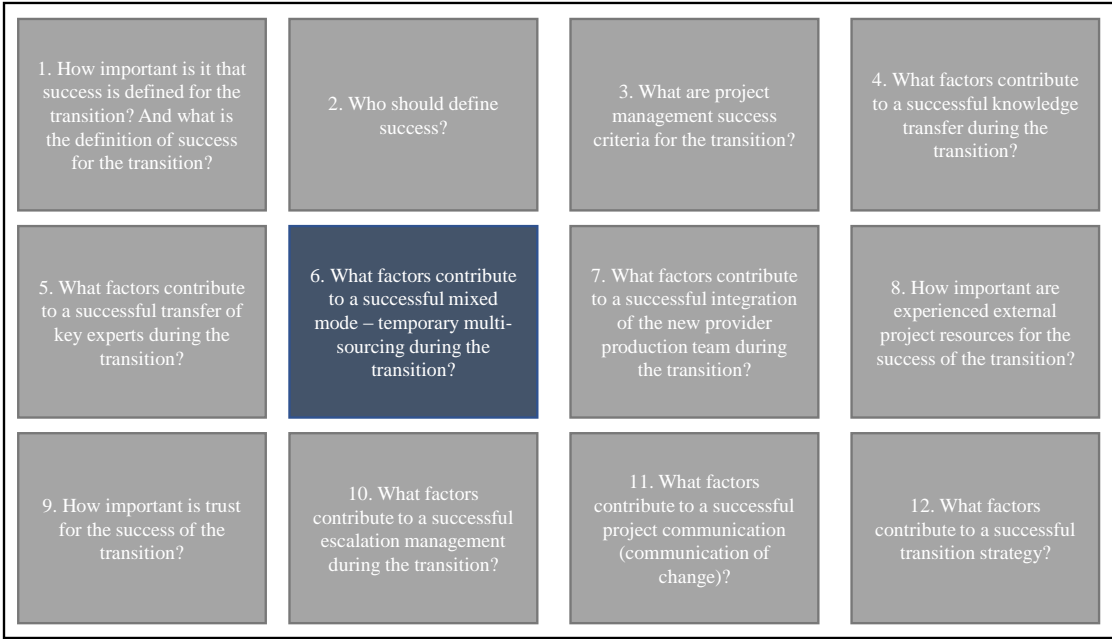 1. How important is it that
success is defined for the
transition? And what is
the definition of success
for the transition?
2. Who should define
success?
3. What are project
management success
criteria for the transition?
4. What factors contribute
to a successful knowledge
transfer during the
transition?
5. What factors contribute
to a successful transfer of
key experts during the
transition?
6. What factors contribute
to a successful mixed
mode – temporary multi-
sourcing during the
transition?
7. What factors contribute
to a successful integration
of the new provider
production team during
the transition?
8. How important are
experienced external
project resources for the
success of the transition?
9. How important is trust
for the success of the
transition?
10. What factors
contribute to a successful
escalation management
during the transition?
11. What factors
contribute to a successful
project communication
(communication of
change)?
12. What factors
contribute to a successful
transition strategy?